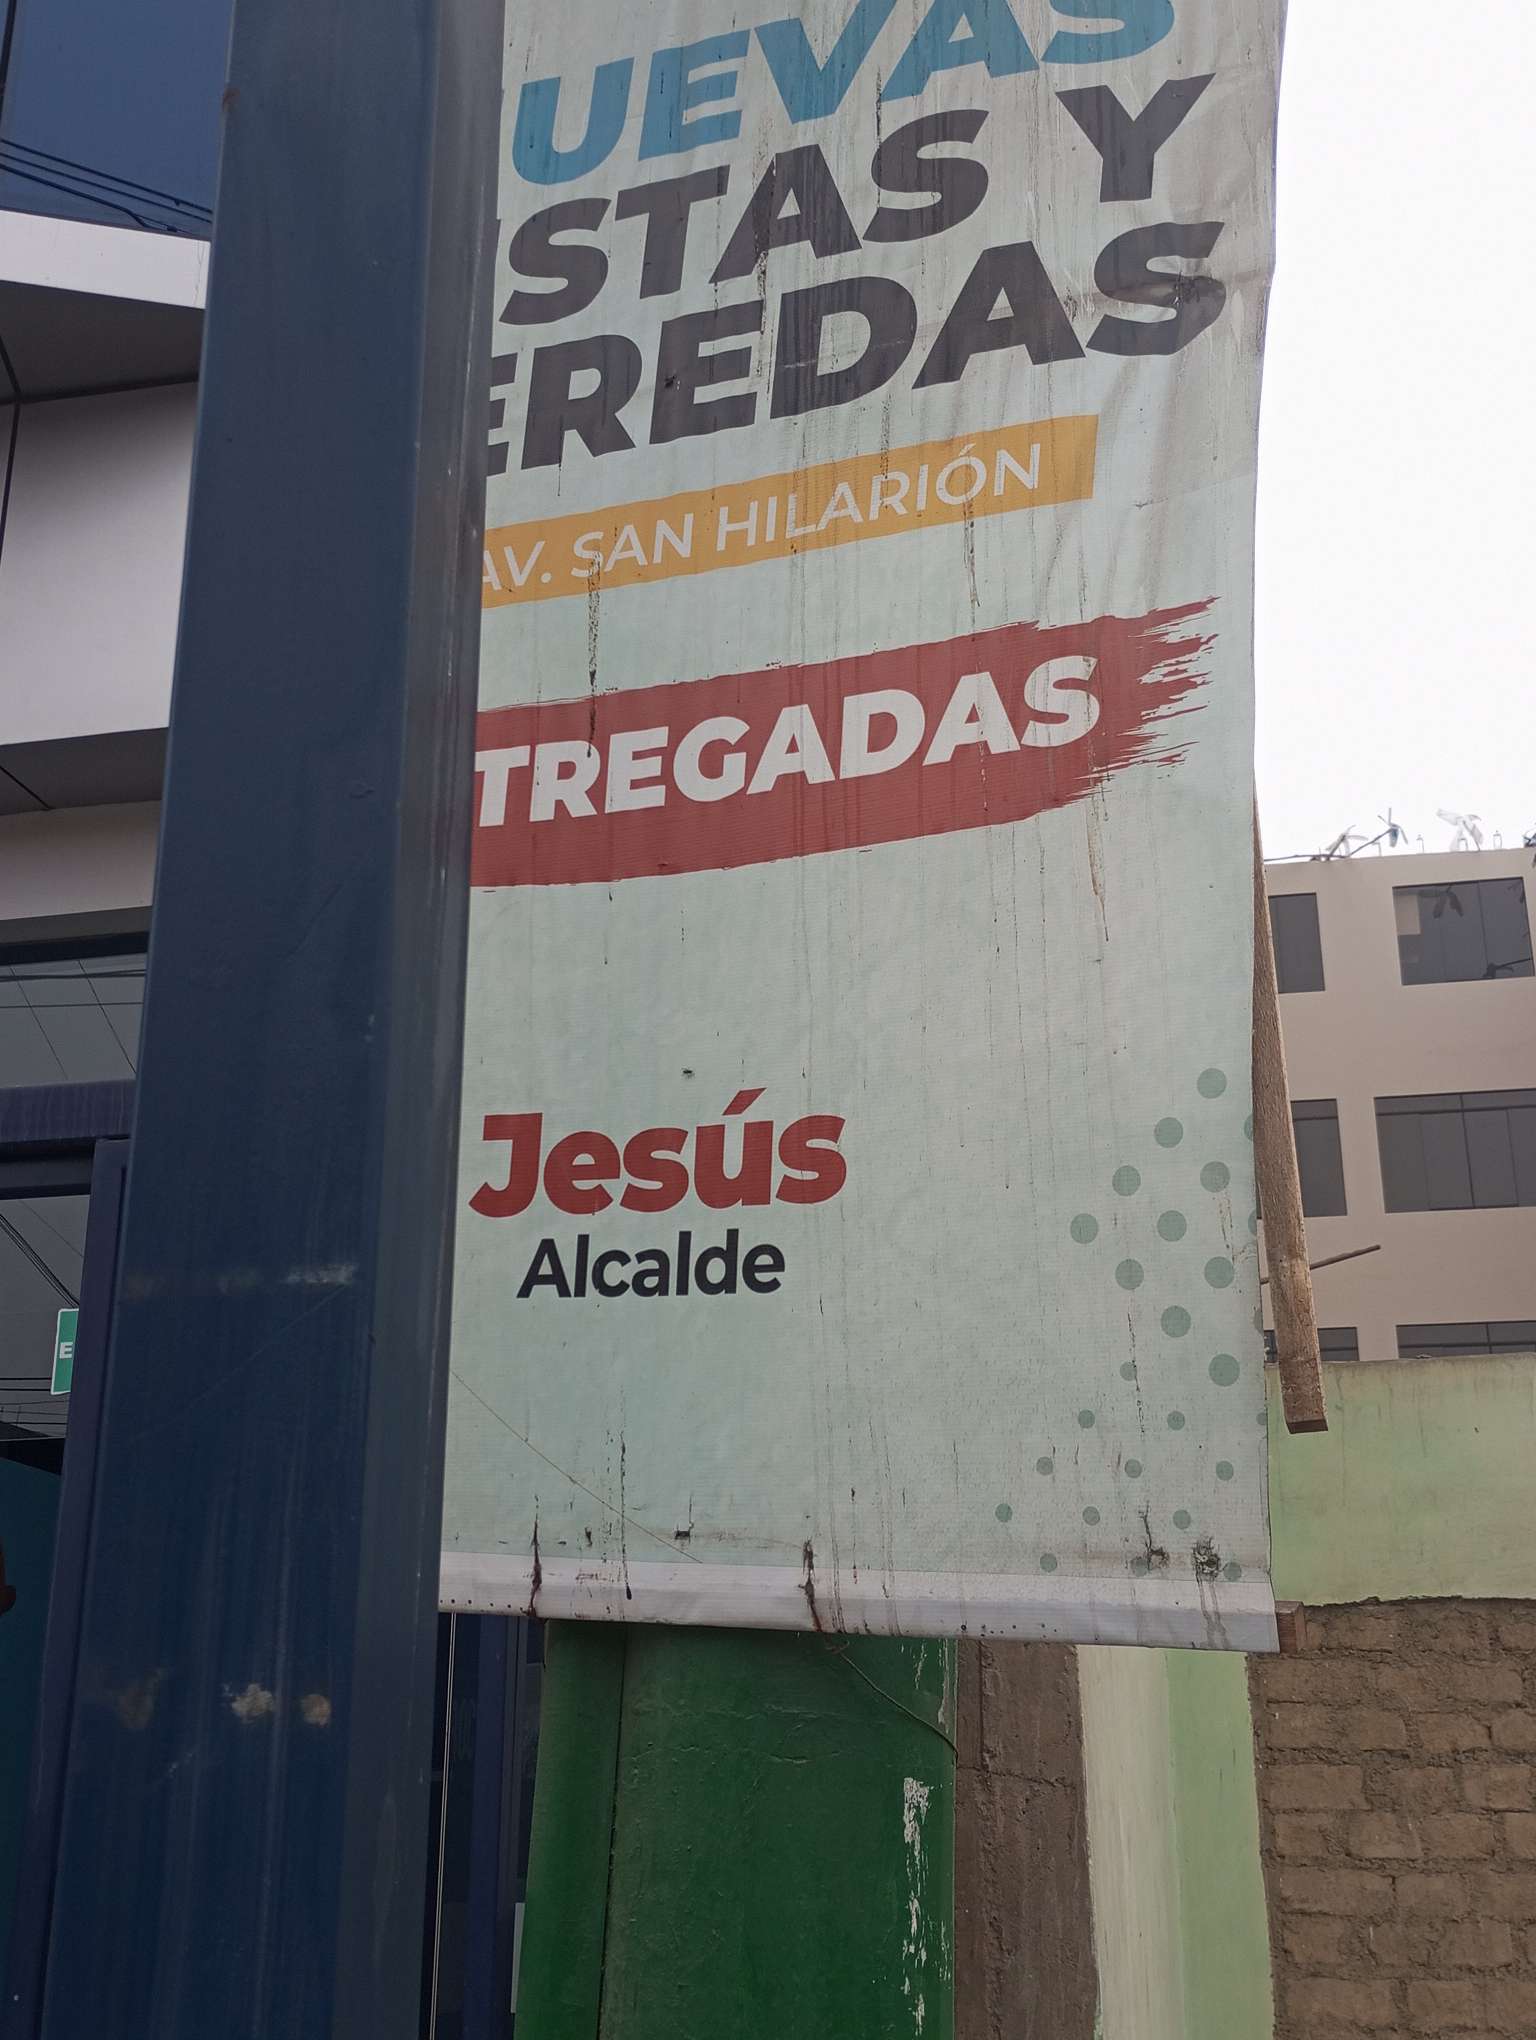 UEVAS
ISTAS Y
EREDAS
AV. SAN HILARIÓN
TREGADAS
Jesús
Alcalde
E